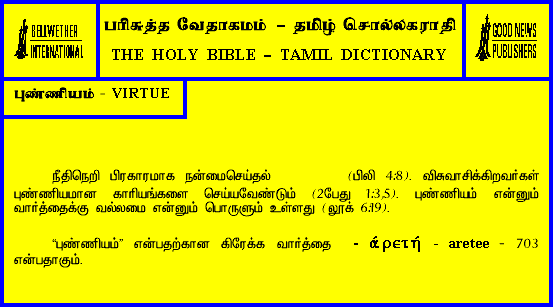 BELLWETHER
INTERNATIONAL
பரிசுத்த வேதாகமம் – தமிழ் சொல்லகராதி
THE HOLY BIBLE – TAMIL DICTIONARY
GOOD NEWS
PUBLISHERS
புண்ணியம் - VIRTUE
நீதிநெறி பிரகாரமாக நன்மைசெய்தல் (பிலி 4:8). விசுவாசிக்கிறவர்கள்
புண்ணியமான காரியங்களை செய்யவேண்டும் (2பேது 1:3,5). புண்ணியம் என்னும்
வார்த்தைக்கு வல்லமை என்னும் பொருளும் உள்ளது (லூக் 6:19).
“புண்ணியம்” என்பதற்கான கிரேக்க வார்த்தை - ἀρετή - aretee - 703
என்பதாகும்.